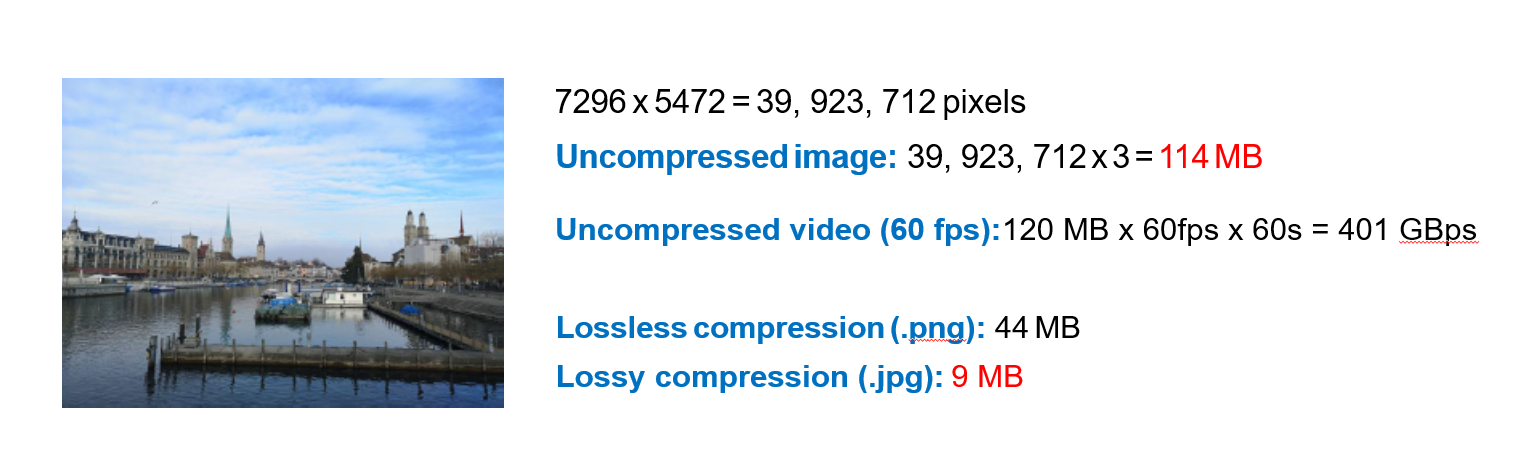 7296 x 5472 = 39, 923, 712 pixels
Uncompressed image: 39, 923, 712 x 3 = 114 MB
Uncompressed video (60 fps):120 MB x 60fps x 60s = 401 GBps
Lossless compression (.png): 44 MB
Lossy compression (.jpg): 9 MB